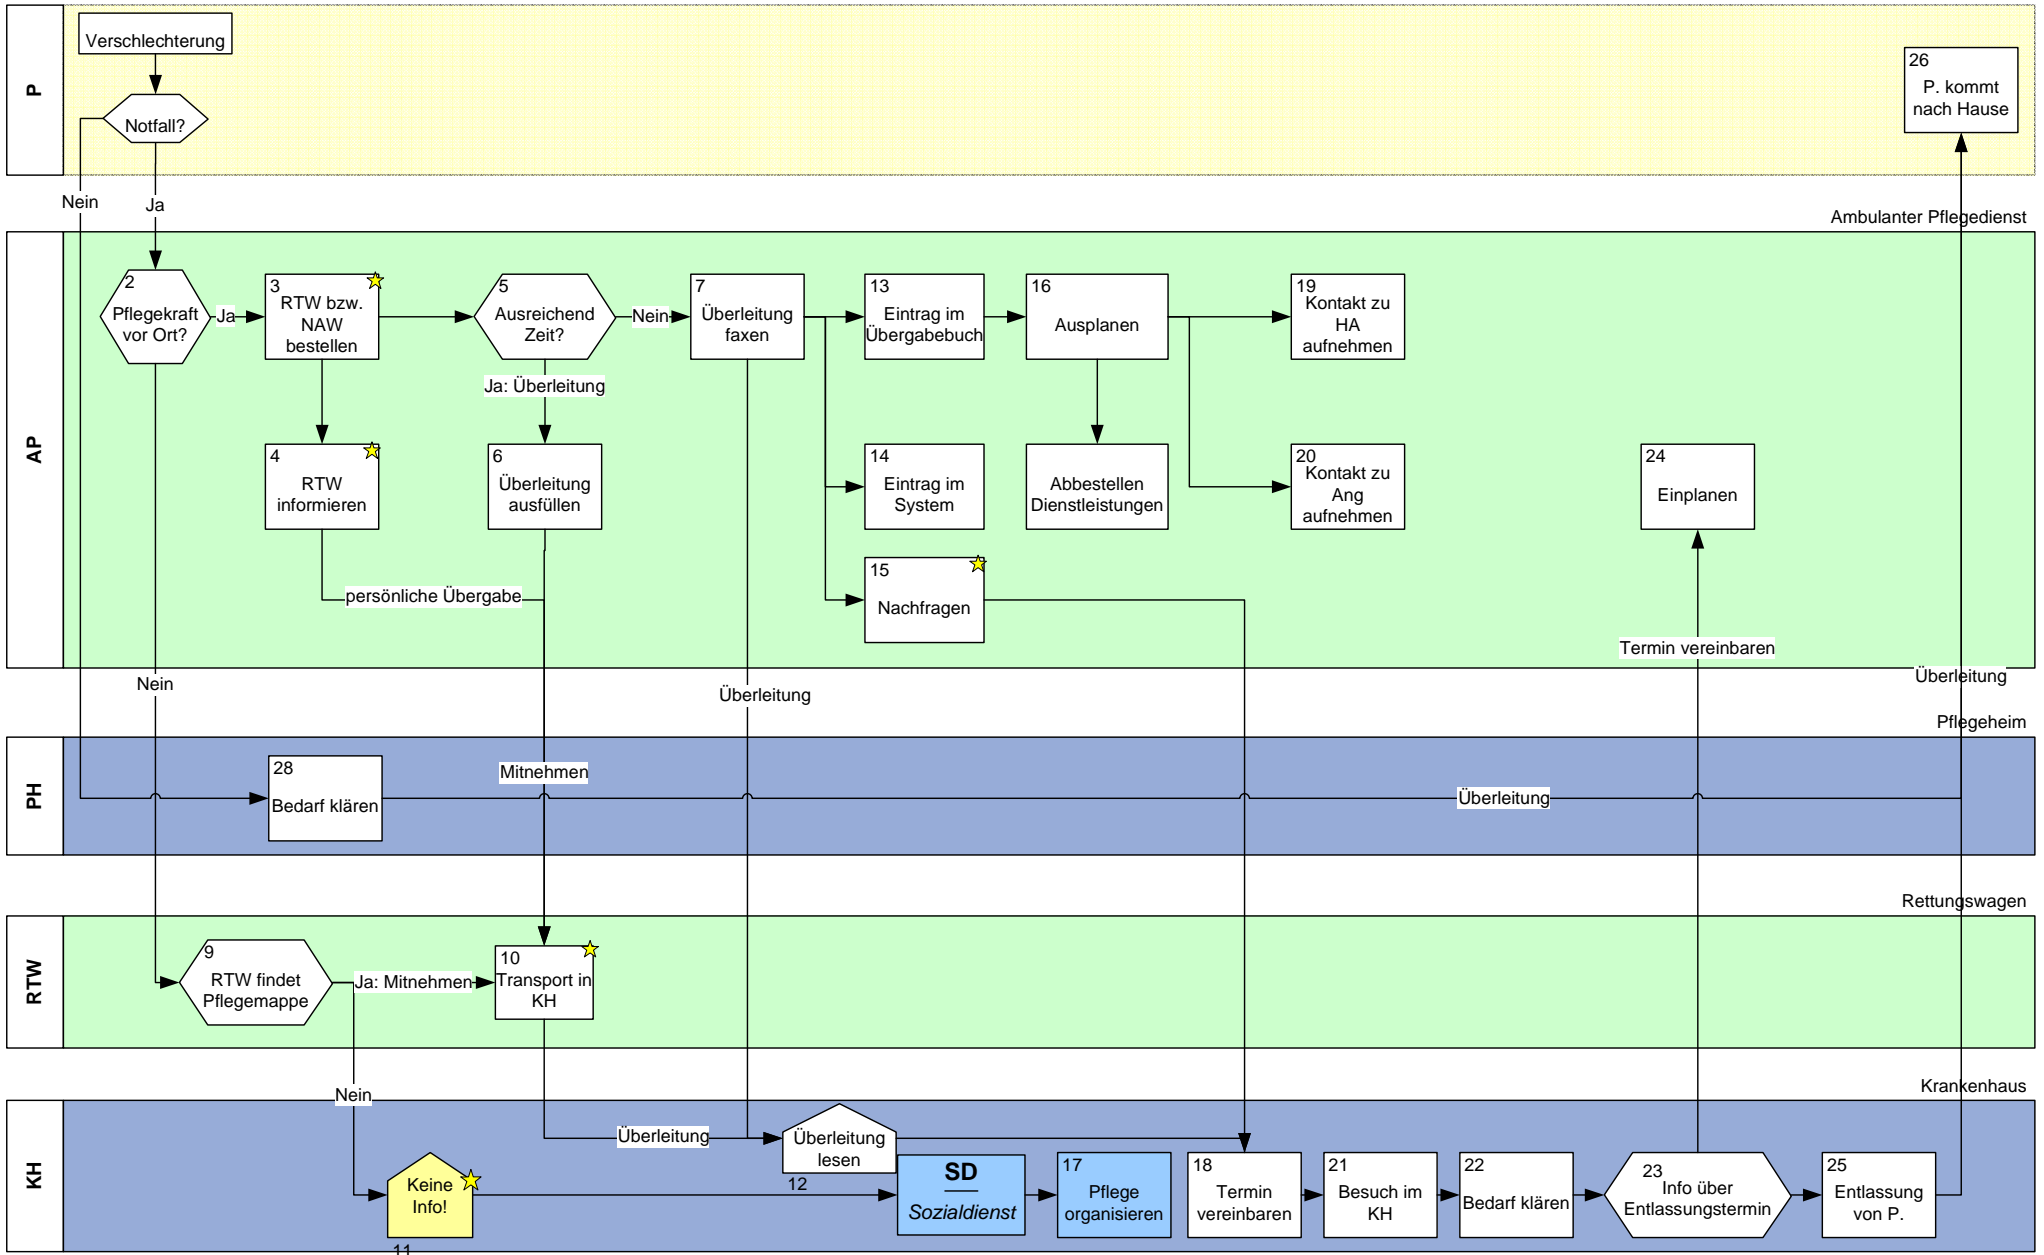 P
Verschlechterung
Notfall?
26
P. kommt
nach Hause
Nein
Ja
Ambulanter Pflegedienst
AP
2
Pflegekraft
vor Ort?
Ja
3
RTW bzw.
NAW
bestellen
5
Ausreichend
Zeit?
Nein
7
Überleitung
faxen
13
Eintrag im
Übergabebuch
16
Ausplanen
19
Kontakt zu
HA
aufnehmen
Ja: Überleitung
4
RTW
informieren
6
Überleitung
ausfüllen
14
Eintrag im
System
Abbestellen
Dienstleistungen
20
Kontakt zu
Ang
aufnehmen
24
Einplanen
persönliche Übergabe
15
Nachfragen
Termin vereinbaren
Nein
Überleitung
Überleitung
Pflegeheim
PH
28
Bedarf klären
Mitnehmen
Überleitung
Rettungswagen
RTW
9
RTW findet
Pflegemappe
Ja: Mitnehmen
10
Transport in
KH
Nein
Krankenhaus
KH
Überleitung
Überleitung
lesen
12
Keine
Info!
11
SD
Sozialdienst
17
Pflege
organisieren
18
Termin
vereinbaren
21
Besuch im
KH
22
Bedarf klären
23
Info über
Entlassungstermin
25
Entlassung
von P.